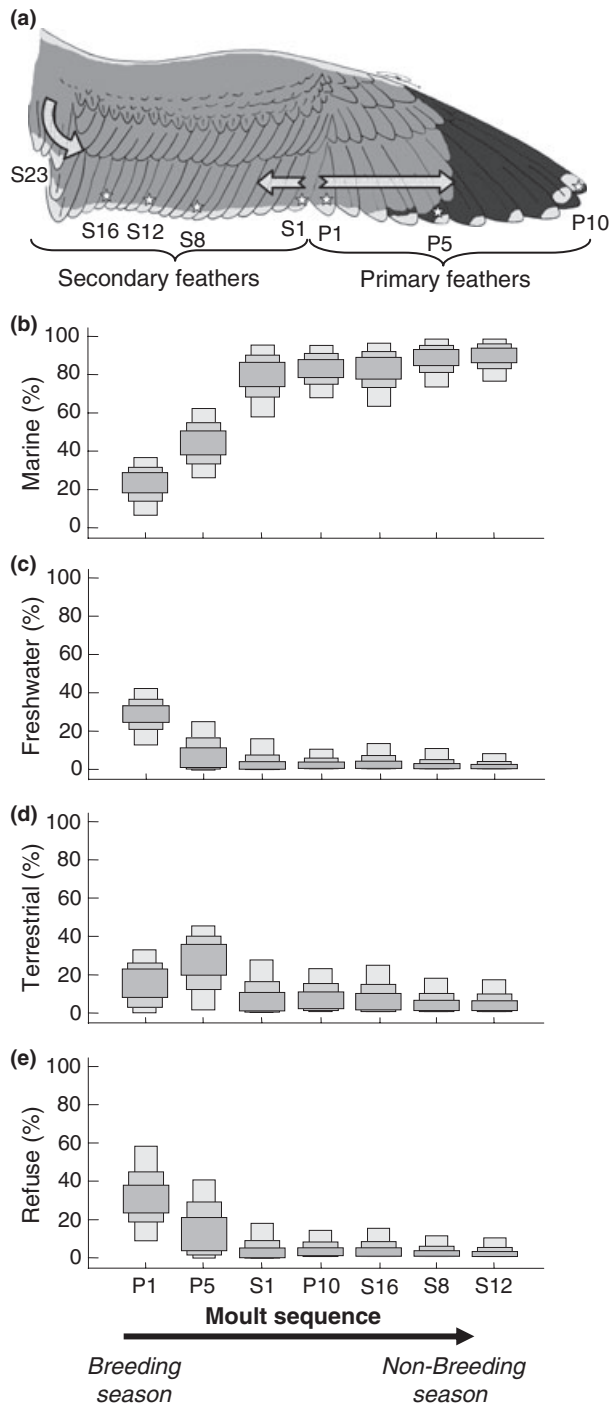 (a)
S23
S16 S12 S8 S1 P1 P5 P10
Secondary feathers Primary feathers
(b)
Marine (%)
100
80
60
40
20
0
(c)
Freshwater (%)
100
80
60
40
20
0
(d)
Terrestrial (%)
100
80
60
40
20
0
(e)
Refuse (%)
100
80
60
40
20
0
P1 P5 S1 P10 S16 S8 S12
Moult sequence
Breeding season
Non-Breeding season